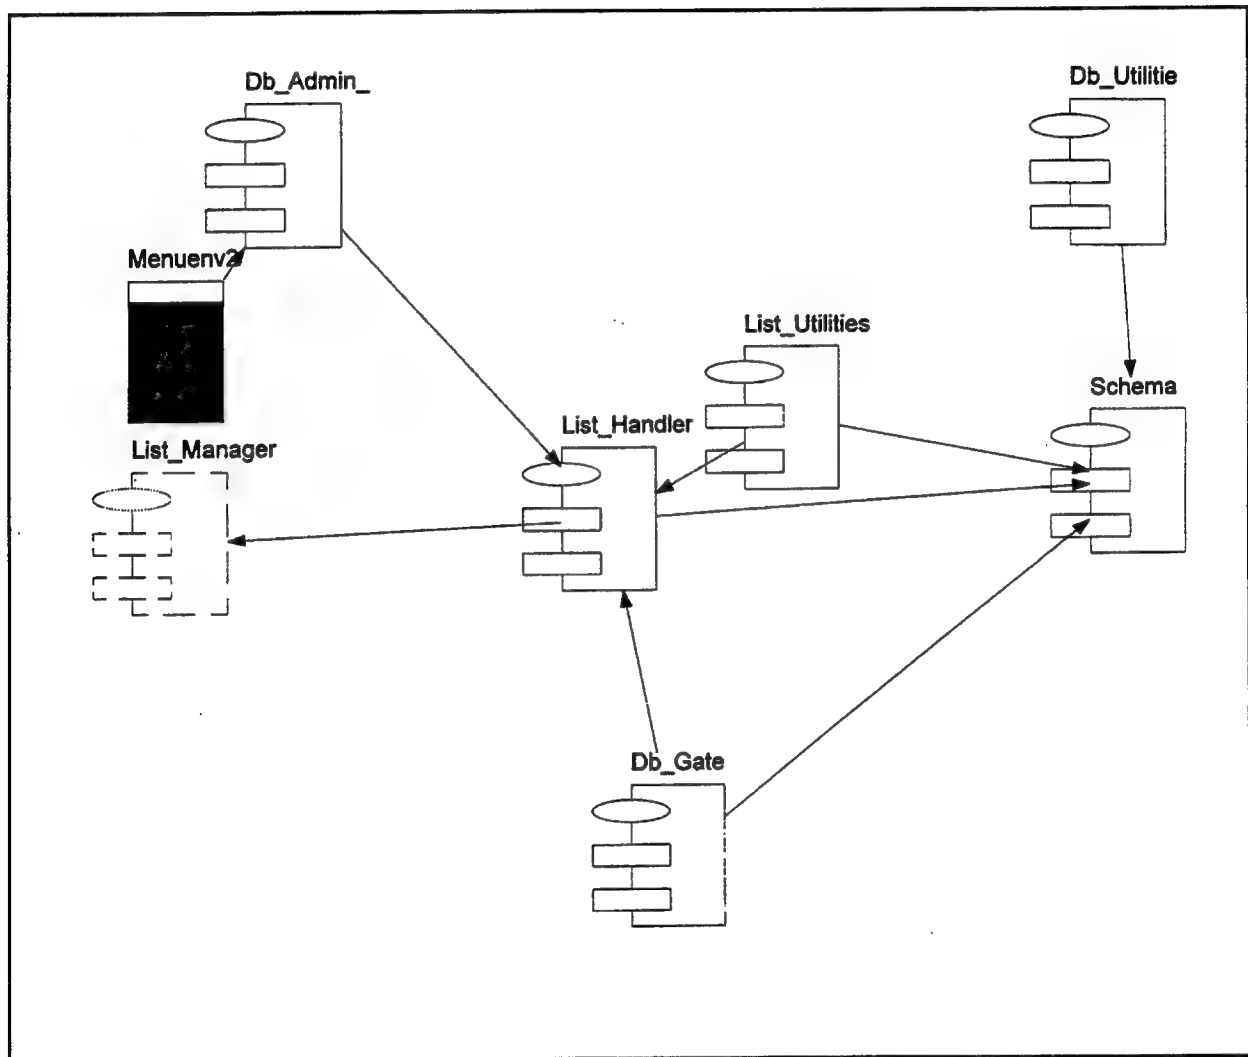 Db_Admin_
Db_Utilitie
Menuenv2
List_Utilities
Schema
List_Handler
List_Manager
Db_Gate